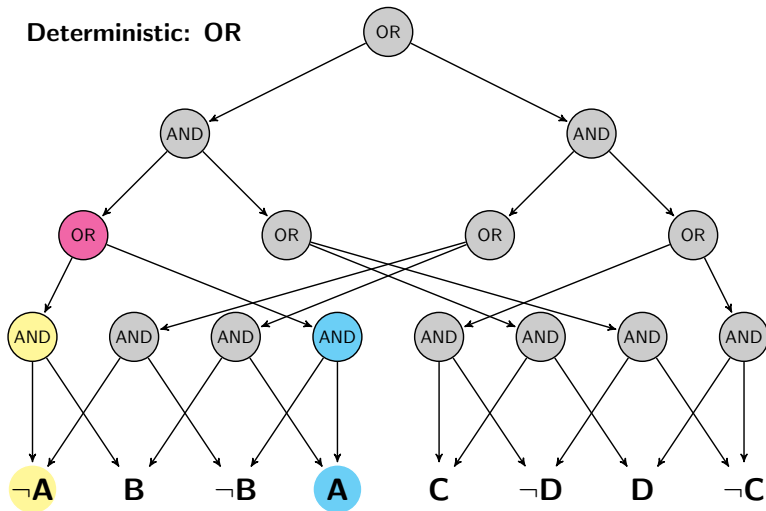 Deterministic: OR
OR
AND AND
OR OR OR OR
AND AND AND AND AND AND AND AND
¬A B ¬B A C ¬D D ¬C